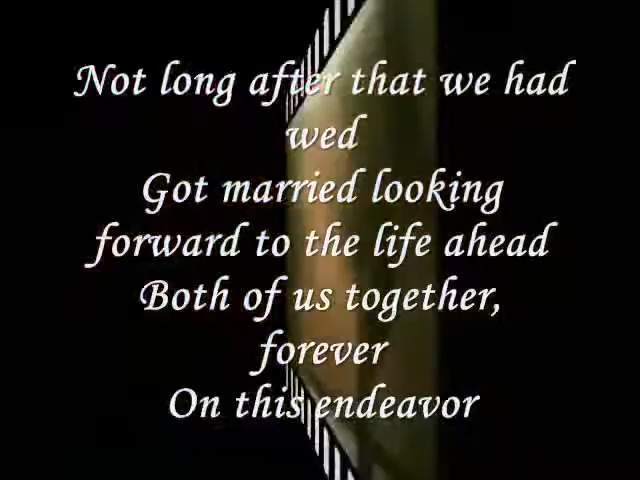 Not long after that we had
wed
Got married looking
forward to the life ahead
Both of us together,
forever
On this endeavor